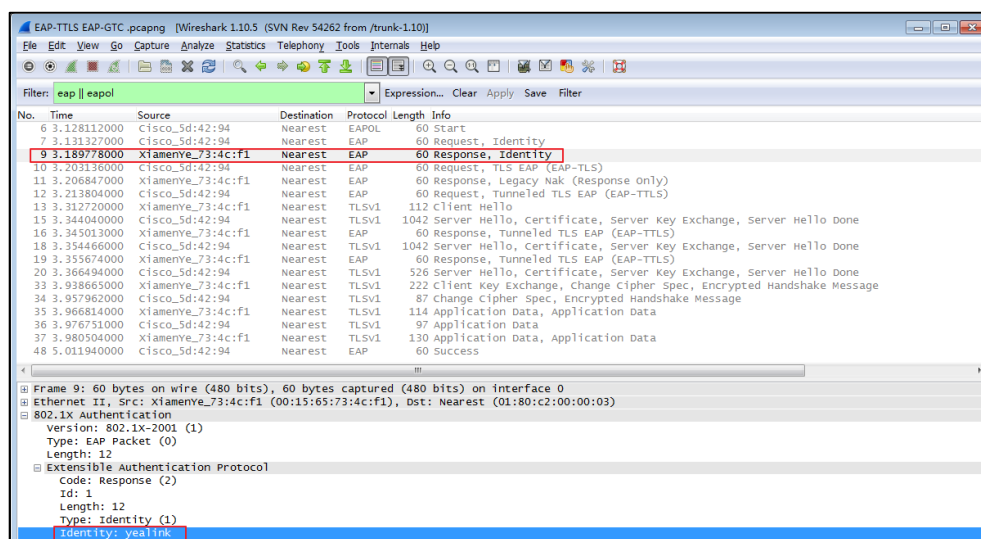 EAP-TTLS EAP-GTC .pcapng [Wireshark 1.10.5 (SVN Rev 54262 from /trunk-1.10)]
File Edit View Go Capture Analyze Statistics Telephony Tools Internals Help
Filter: eap || eapol Expression... Clear Apply Save Filter
No. Time Source Destination Protocol Length Info
6 3.128112000 Cisco_5d:42:94 Nearest EAPOL 60 Start
7 3.131327000 Cisco_5d:42:94 Nearest EAP 60 Request, Identity
9 3.189778000 XiamenYe_73:4c:f1 Nearest EAP 60 Response, Identity
10 3.203136000 Cisco_5d:42:94 Nearest EAP 60 Request, TLS EAP (EAP-TLS)
11 3.206847000 XiamenYe_73:4c:f1 Nearest EAP 60 Response, Legacy Nak (Response Only)
12 3.213804000 Cisco_5d:42:94 Nearest EAP 60 Request, Tunneled TLS EAP (EAP-TTLS)
13 3.312720000 XiamenYe_73:4c:f1 Nearest TLSv1 112 Client Hello
15 3.344040000 Cisco_5d:42:94 Nearest TLSv1 1042 Server Hello, Certificate, Server Key Exchange, Server Hello Done
16 3.345013000 XiamenYe_73:4c:f1 Nearest EAP 60 Response, Tunneled TLS EAP (EAP-TTLS)
18 3.354466000 Cisco_5d:42:94 Nearest TLSv1 1042 Server Hello, Certificate, Server Key Exchange, Server Hello Done
19 3.355674000 XiamenYe_73:4c:f1 Nearest EAP 60 Response, Tunneled TLS EAP (EAP-TTLS)
20 3.366494000 Cisco_5d:42:94 Nearest TLSv1 526 Server Hello, Certificate, Server Key Exchange, Server Hello Done
33 3.938665000 XiamenYe_73:4c:f1 Nearest TLSv1 222 Client Key Exchange, Change Cipher Spec, Encrypted Handshake Message
34 3.957962000 Cisco_5d:42:94 Nearest TLSv1 87 Change Cipher Spec, Encrypted Handshake Message
35 3.966814000 XiamenYe_73:4c:f1 Nearest TLSv1 114 Application Data, Application Data
36 3.976751000 Cisco_5d:42:94 Nearest TLSv1 97 Application Data
37 3.980504000 XiamenYe_73:4c:f1 Nearest TLSv1 130 Application Data, Application Data
48 5.011940000 Cisco_5d:42:94 Nearest EAP 60 Success
Frame 9: 60 bytes on wire (480 bits), 60 bytes captured (480 bits) on interface 0
Ethernet II, Src: XiamenYe_73:4c:f1 (00:15:65:73:4c:f1), Dst: Nearest (01:80:c2:00:00:03)
802.1X Authentication
Version: 802.1X-2001 (1)
Type: EAP Packet (0)
Length: 12
Extensible Authentication Protocol
Code: Response (2)
Id: 1
Length: 12
Type: Identity (1)
Identity: yealink